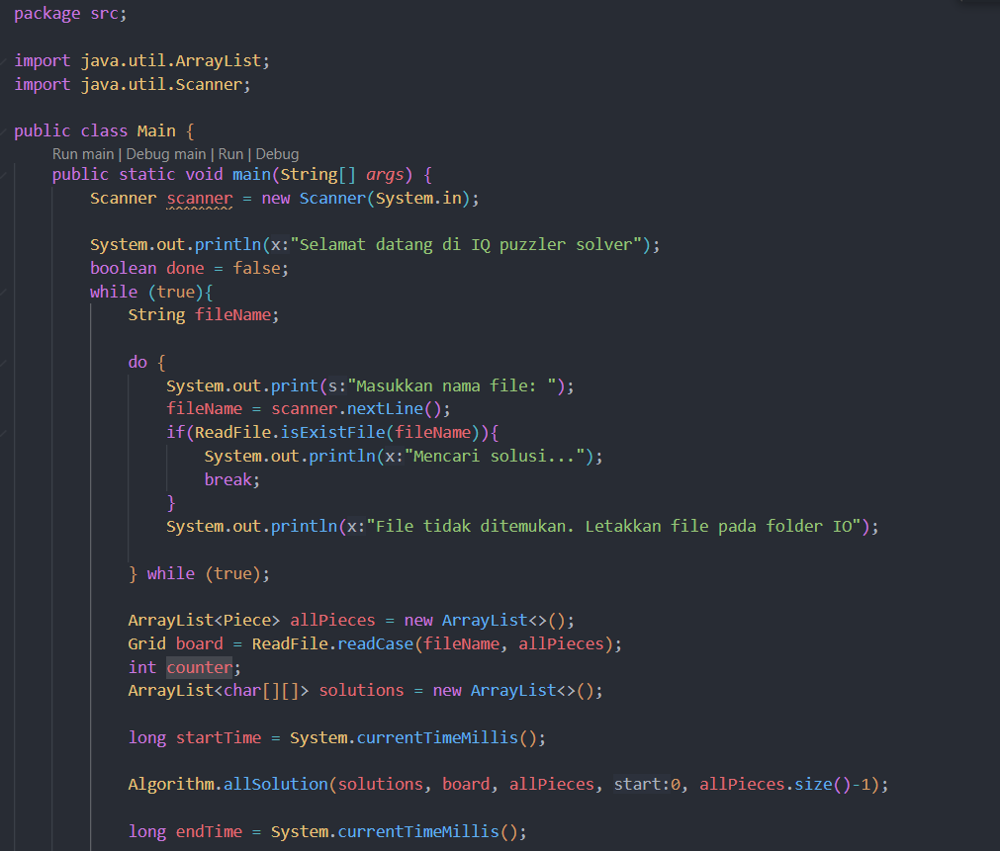 package src;
import java.util.ArrayList;
import java.util.Scanner;
public class Main {
Run main | Debug main | Run | Debug
public static void main(String[] args) {
Scanner scanner = new Scanner(System.in);
System.out.println(x:"Selamat datang di IQ puzzler solver");
boolean done = false;
while (true){
String fileName;
do {
System.out.print(s:"Masukkan nama file: ");
fileName = scanner.nextLine();
if(ReadFile.isExistFile(fileName)){
System.out.println(x:"Mencari solusi...");
break;
}
System.out.println(x:"File tidak ditemukan. Letakkan file pada folder IO");
} while (true);
ArrayList<Piece> allPieces = new ArrayList<>();
Grid board = ReadFile.readCase(fileName, allPieces);
int counter;
ArrayList<char[][]> solutions = new ArrayList<>();
long startTime = System.currentTimeMillis();
Algorithm.allSolution(solutions, board, allPieces, start:0, allPieces.size()-1);
long endTime = System.currentTimeMillis();